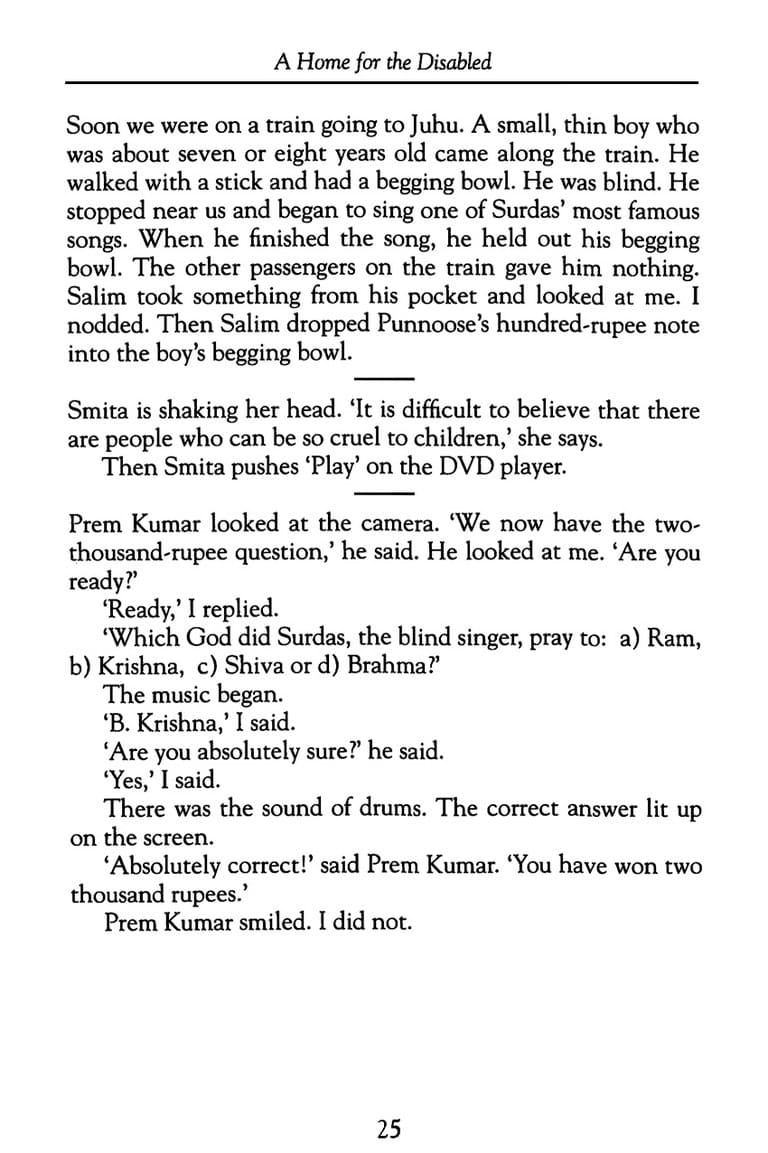 A Home for the Disabled
Soon we were on a train going to Juhu. A small, thin boy who
was about seven or eight years old came along the train. He
walked with a stick and had a begging bowl. He was blind. He
stopped near us and began to sing one of Surdas’ most famous
songs. When he finished the song, he held out his begging
bowl. The other passengers on the train gave him nothing.
Salim took something from his pocket and looked at me. I
nodded. Then Salim dropped Punnoose’s hundred-rupee note
into the boy’s begging bowl.
Smita is shaking her head. ‘It is difficult to believe that there
are people who can be so cruel to children,’ she says.
Then Smita pushes ‘Play’ on the DVD player.
Prem Kumar looked at the camera. ‘We now have the two-
thousand-rupee question,’ he said. He looked at me. ‘Are you
ready?’
‘Ready,’ I replied.
‘Which God did Surdas, the blind singer, pray to: a) Ram,
b) Krishna, c) Shiva or d) Brahma?’
The music began.
‘B. Krishna,’ I said.
‘Are you absolutely sure?’ he said.
‘Yes,’ I said.
There was the sound of drums. The correct answer lit up
on the screen.
‘Absolutely correct!’ said Prem Kumar. ‘You have won two
thousand rupees.’
Prem Kumar smiled. I did not.
25